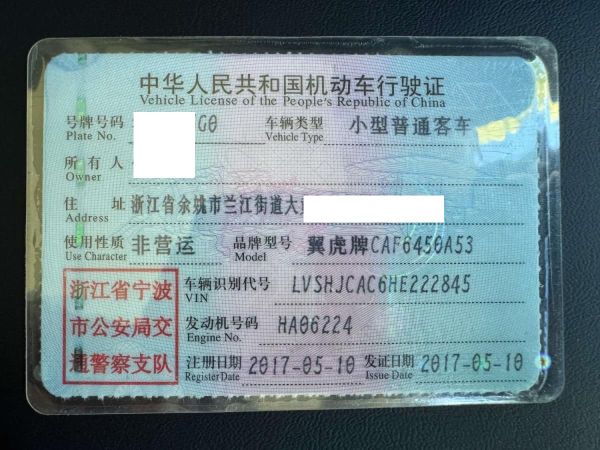 中华人民共和国机动车行驶证
Vehicle License of the People's Republic of China
号牌号码 G0 车辆类型 小型普通客车
Plate No. Vehicle Type
所有人
Owner
住址 浙江省余姚市兰江街道大
Address
使用性质 非营运 品牌型号 翼虎牌CAF6450A53
Use Character Model
浙江省宁波
市公安局交
通警察支队
车辆识别代号 LVSHJCAC6HE222845
VIN
发动机号码 HA06224
Engine No.
注册日期 2017-05-10 发证日期 2017-05-10
Register Date Issue Date